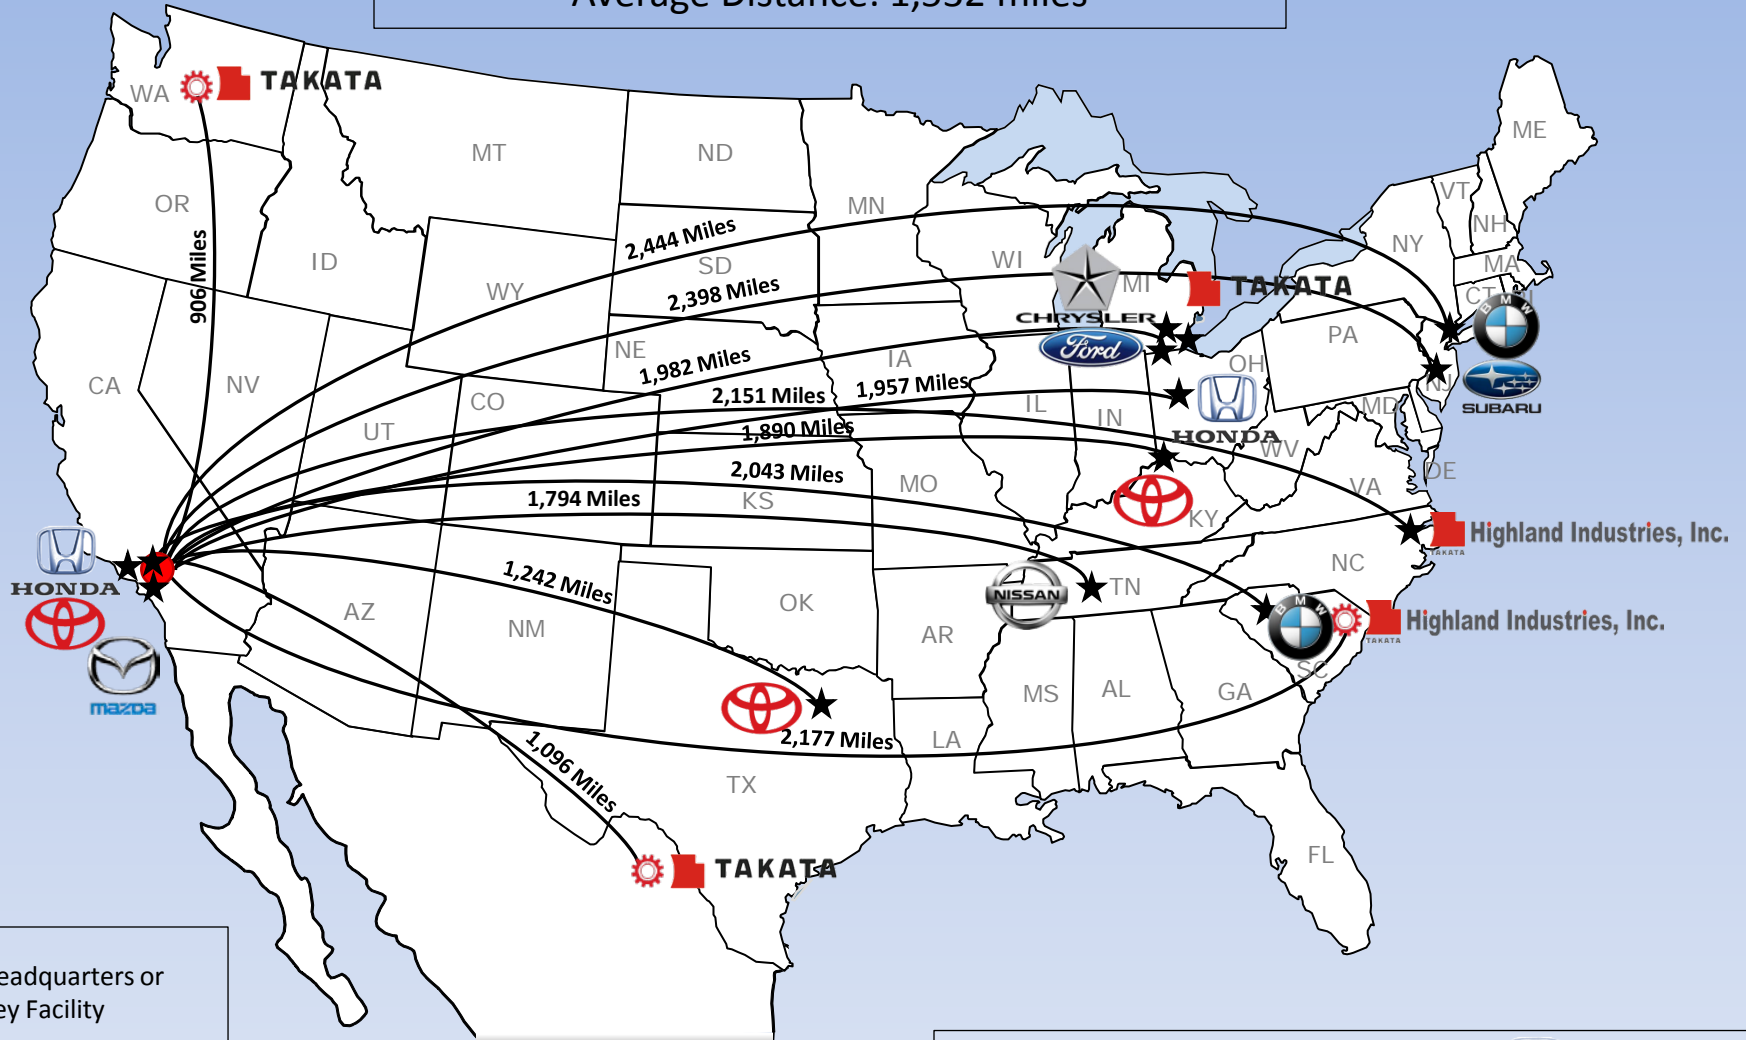 Average Distance: 1,532 miles
WA
TAKATA
MT
ND
MN
ME
OR
ID
WY
SD
WI
MI
NY
VT
NH
MA
CT
906 Miles
2,444 Miles
2,398 Miles
TAKATA
CHRYSLER
Ford
BMW
SUBARU
PA
NJ
OH
NE
IA
1,982 Miles
2,151 Miles
1,957 Miles
CA
NV
UT
CO
IL
IN
HONDA
MD
WV
DE
VA
1,890 Miles
2,043 Miles
1,794 Miles
KS
MO
KY
TAKATA
Highland Industries, Inc.
HONDA
mazda
1,242 Miles
AZ
NM
OK
AR
NISSAN
TN
NC
BMW
TAKATA
Highland Industries, Inc.
SC
MS
AL
GA
LA
2,177 Miles
1,096 Miles
TX
TAKATA
FL
eadquarters or
ey Facility